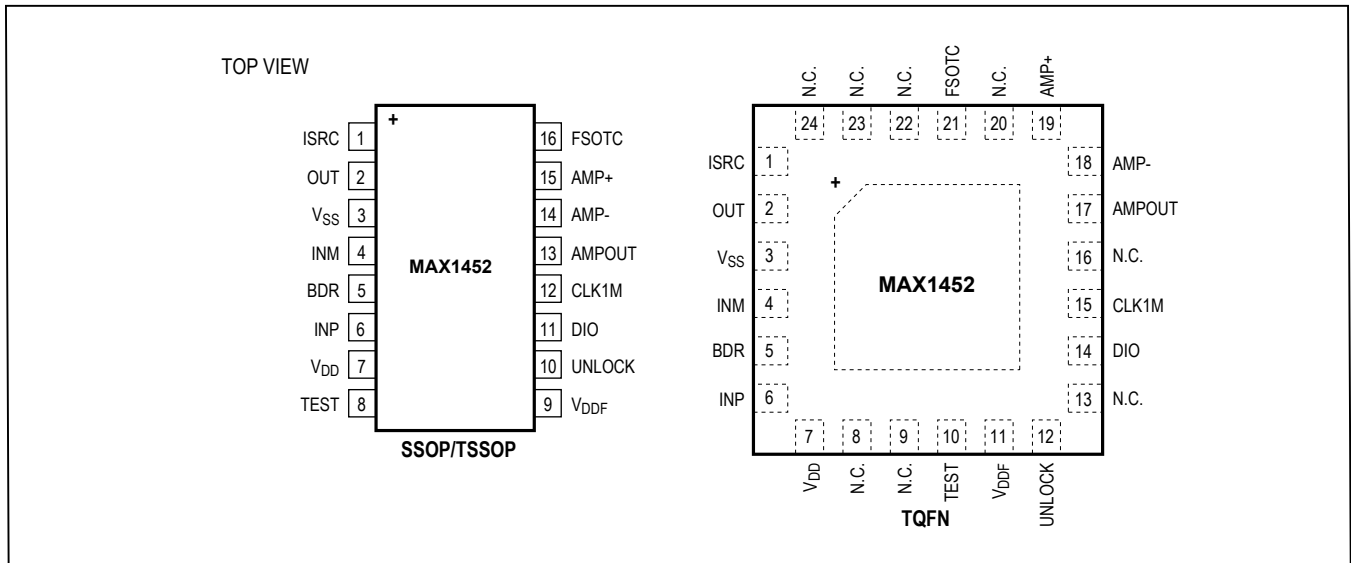 TOP VIEW
+
ISRC 1 16 FSOTC
OUT 2 15 AMP+
VSS 3 14 AMP-
INM 4 13 AMPOUT
MAX1452
BDR 5 12 CLK1M
INP 6 11 DIO
VDD 7 10 UNLOCK
TEST 8 9 VDDF
SSOP/TSSOP
N.C. N.C. N.C. FSOTC N.C. AMP+
24 23 22 21 20 19
ISRC 1 18 AMP-
+
OUT 2 17 AMPOUT
VSS 3 16 N.C.
MAX1452
INM 4 15 CLK1M
BDR 5 14 DIO
INP 6 13 N.C.
7 8 9 10 11 12
VDD N.C. N.C. TEST VDDF UNLOCK
TQFN